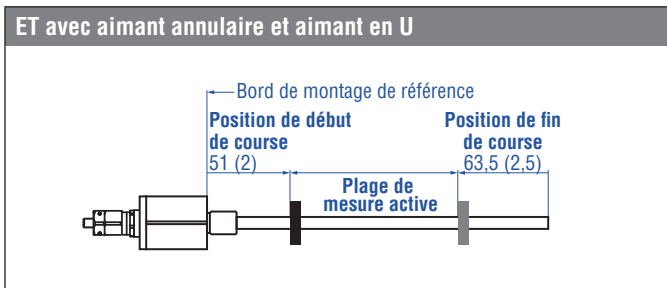 ET avec aimant annulaire et aimant en U
Bord de montage de référence
Position de début
de course
51 (2)
Position de fin
de course
63,5 (2,5)
Plage de
mesure active